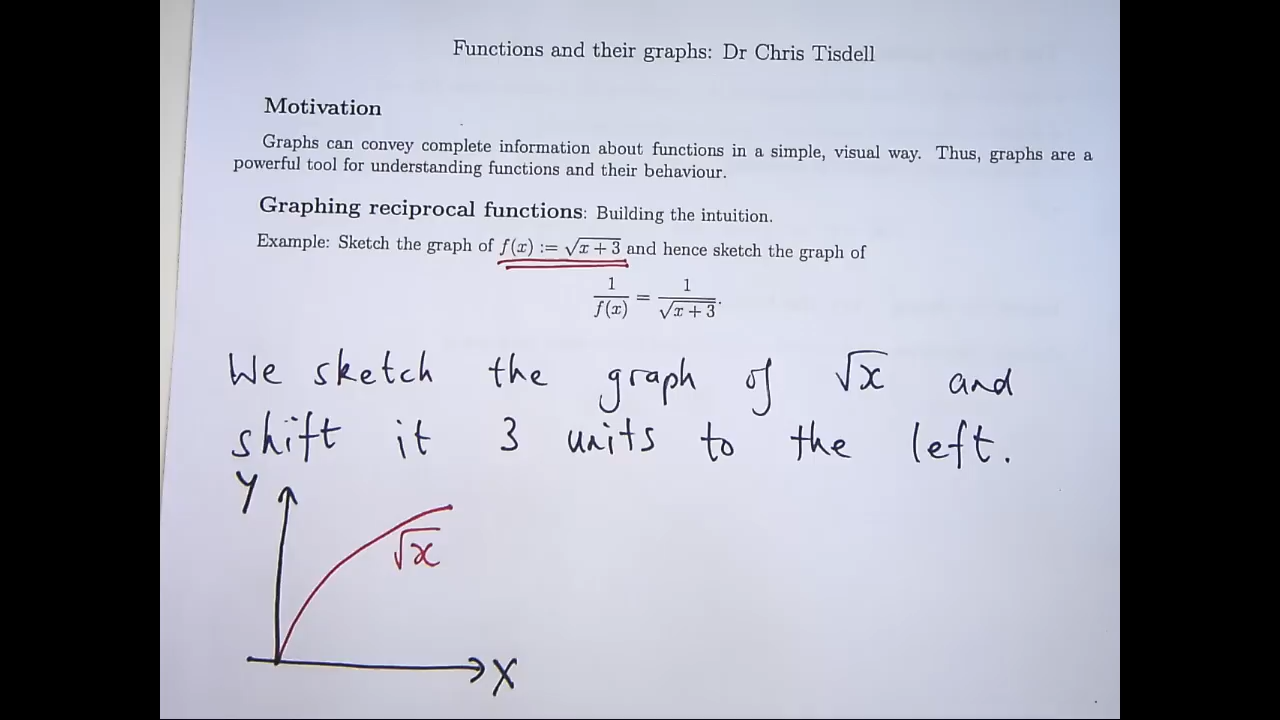 Functions and their graphs: Dr Chris Tisdell
Motivation
Graphs can convey complete information about functions in a simple, visual way. Thus, graphs are a
powerful tool for understanding functions and their behaviour.
Graphing reciprocal functions: Building the intuition.
Example: Sketch the graph of f(x) := √(x + 3) and hence sketch the graph of
1/f(x) = 1/√(x + 3).
We sketch the graph of √x and
shift it 3 units to the left.
Y
√x
X